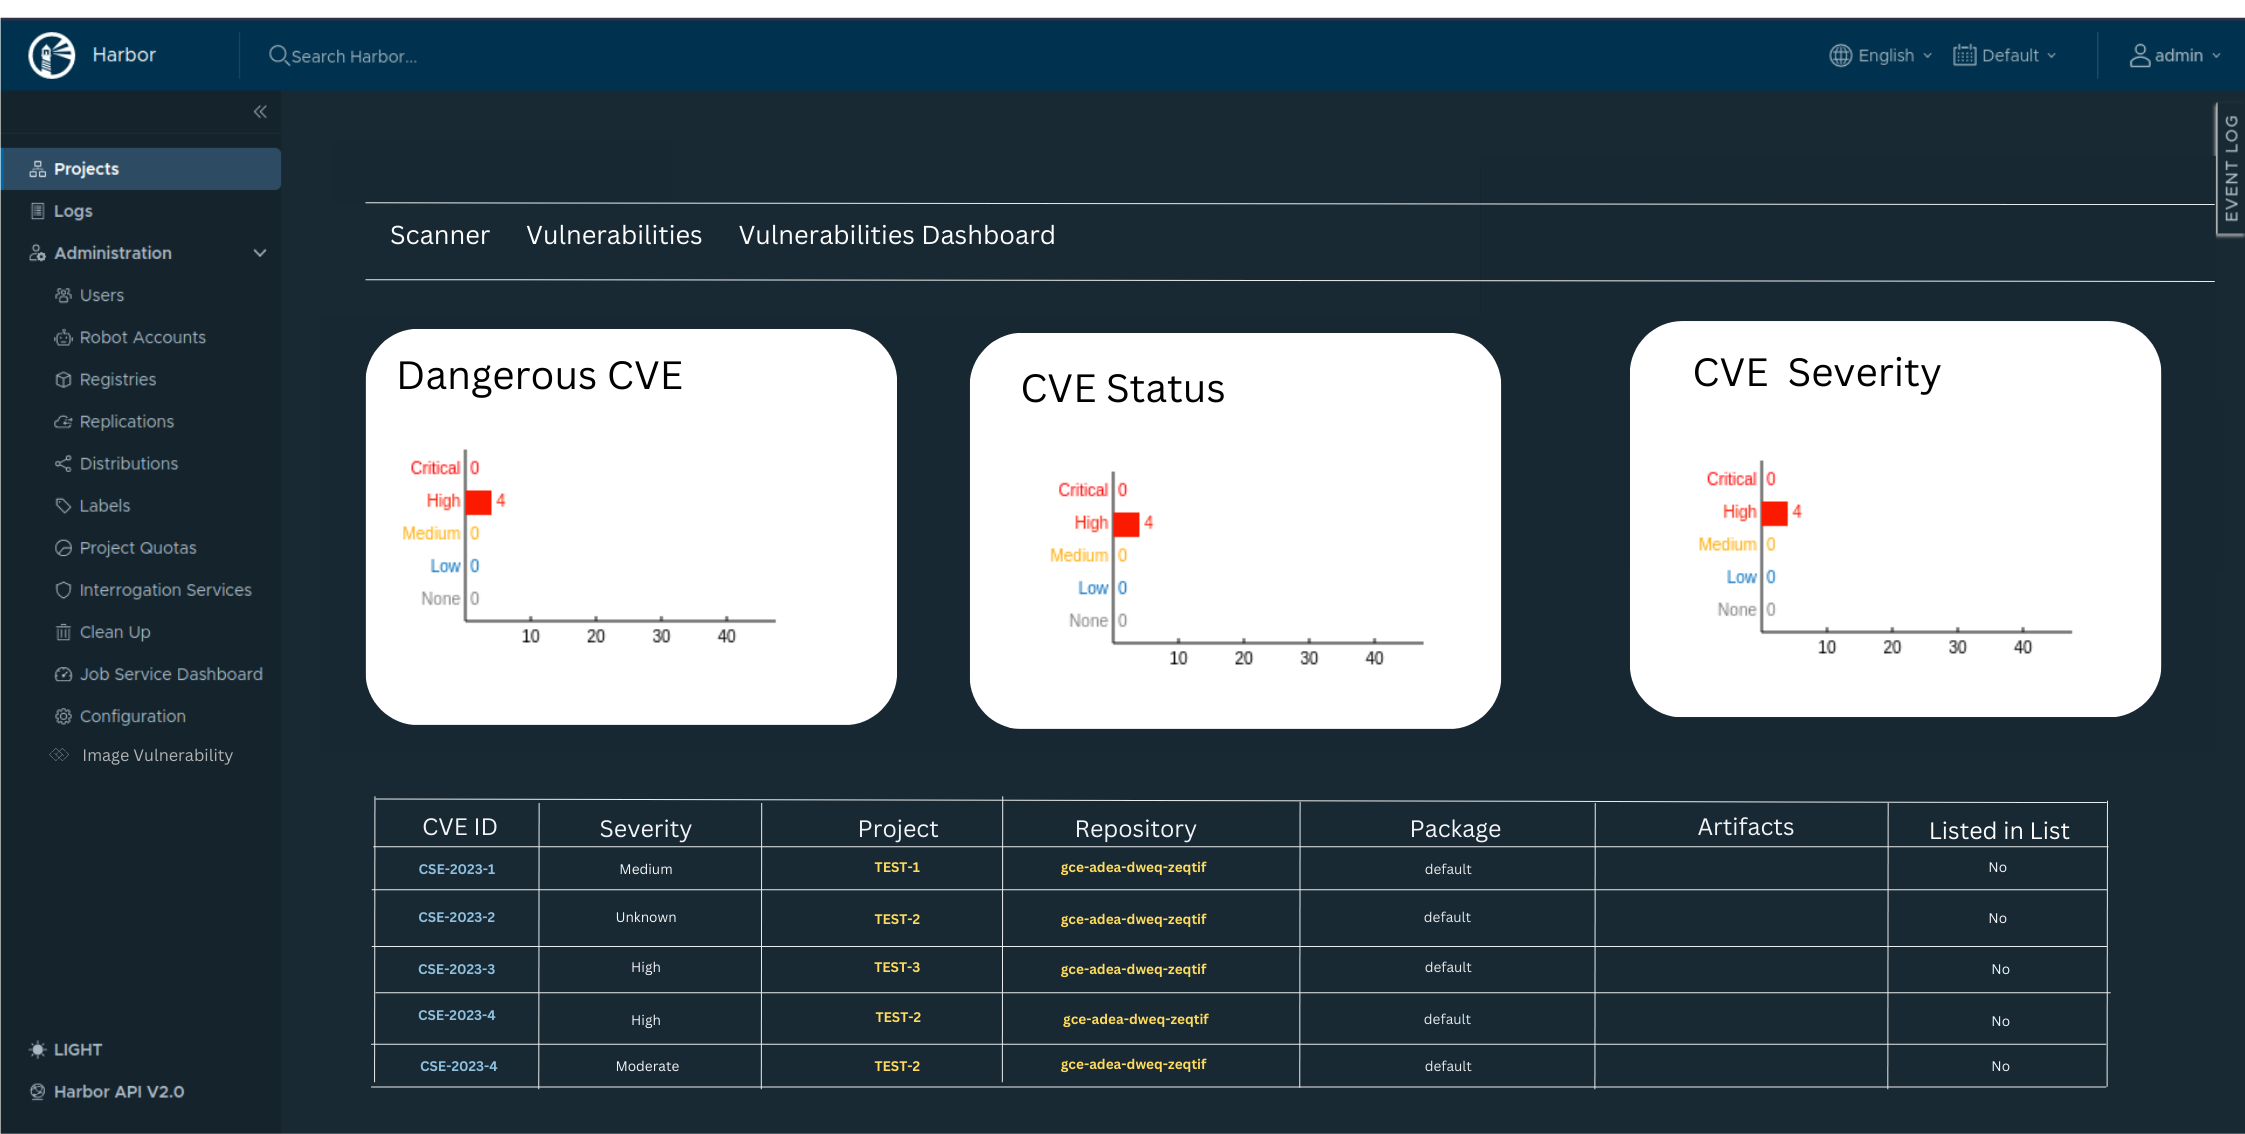 Harbor
Search Harbor...
English
Default
admin
EVENT LOG
Projects
Logs
Administration
Users
Robot Accounts
Registries
Replications
Distributions
Labels
Project Quotas
Interrogation Services
Clean Up
Job Service Dashboard
Configuration
Image Vulnerability
LIGHT
Harbor API V2.0
Scanner Vulnerabilities Vulnerabilities Dashboard
Dangerous CVE
Critical 0
High 4
Medium 0
Low 0
None 0
10 20 30 40
CVE Status
Critical 0
High 4
Medium 0
Low 0
None 0
10 20 30 40
CVE Severity
Critical 0
High 4
Medium 0
Low 0
None 0
10 20 30 40
CVE ID Severity Project Repository Package Artifacts Listed in List
CSE-2023-1 Medium TEST-1 gce-adea-dweq-zeqtif default No
CSE-2023-2 Unknown TEST-2 gce-adea-dweq-zeqtif default No
CSE-2023-3 High TEST-3 gce-adea-dweq-zeqtif default No
CSE-2023-4 High TEST-2 gce-adea-dweq-zeqtif default No
CSE-2023-4 Moderate TEST-2 gce-adea-dweq-zeqtif default No